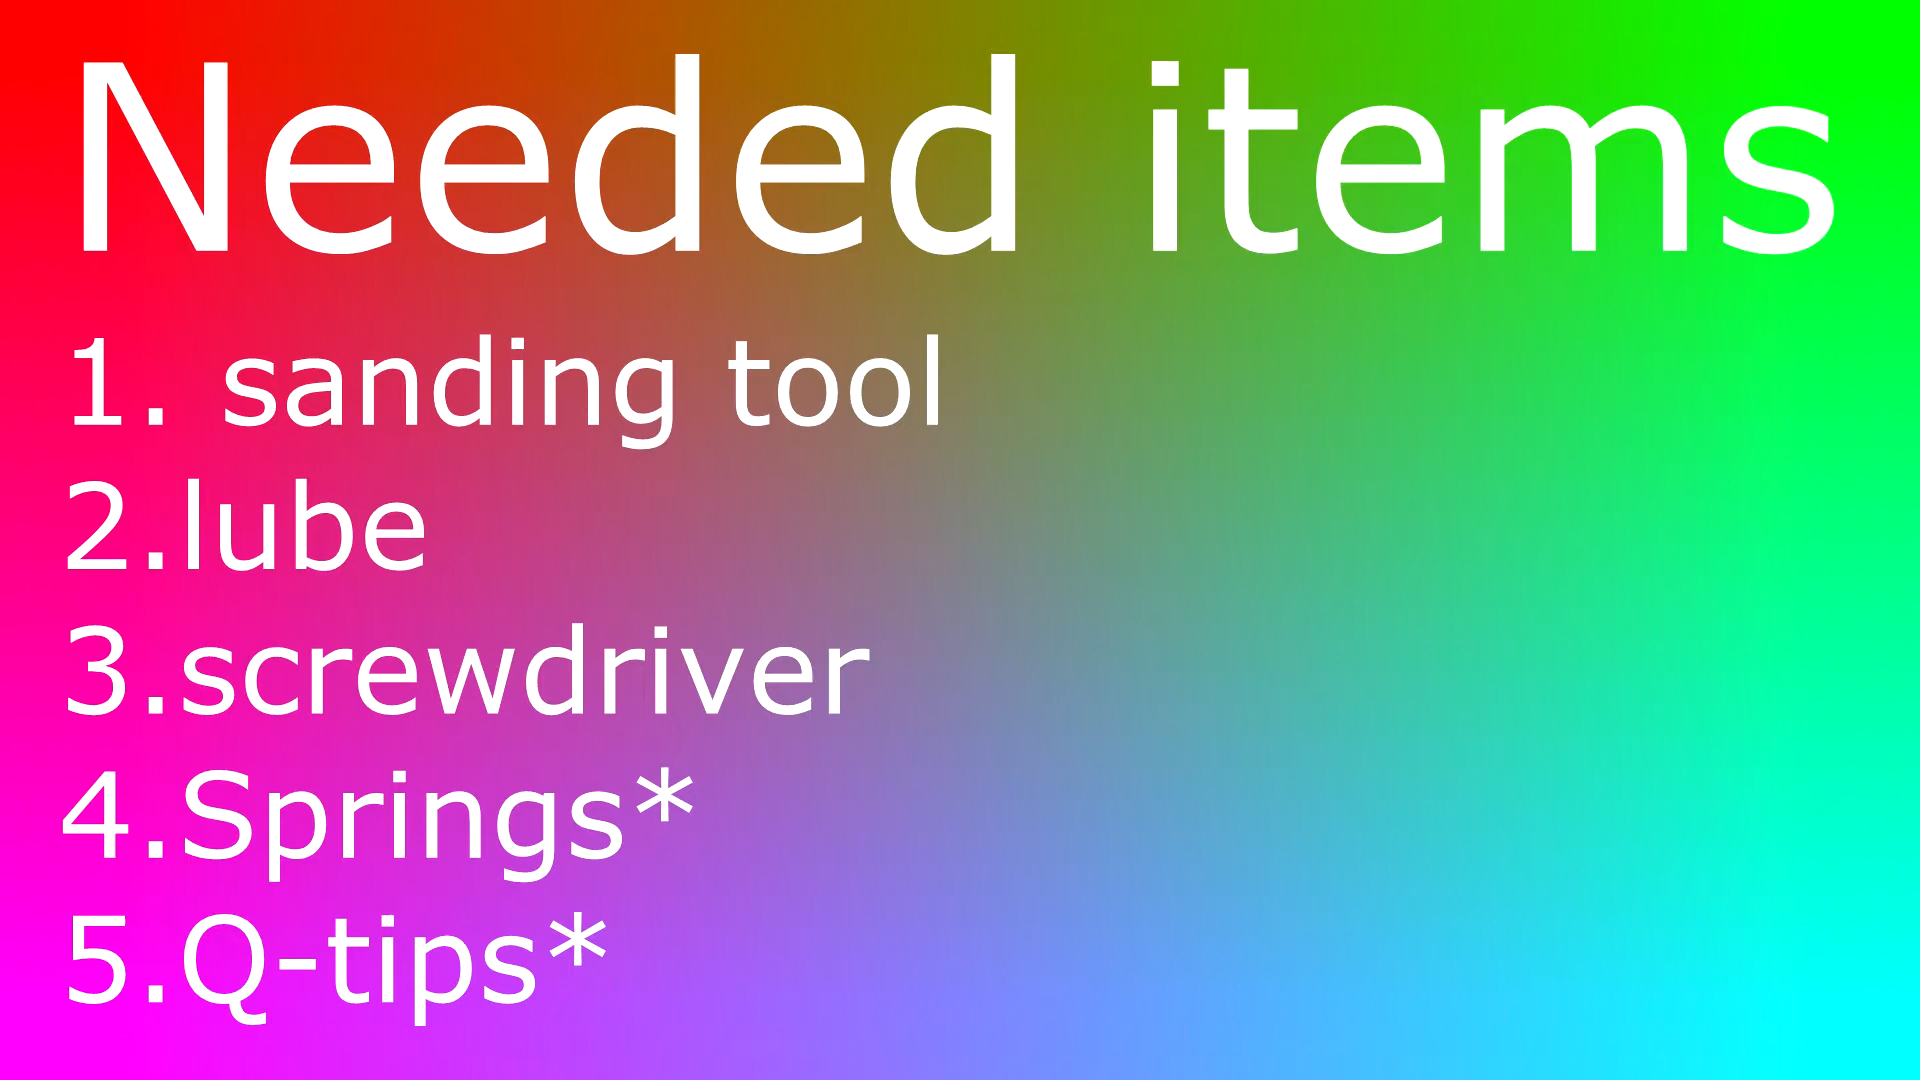 Needed items
1. sanding tool
2.lube
3.screwdriver
4.Springs*
5.Q-tips*